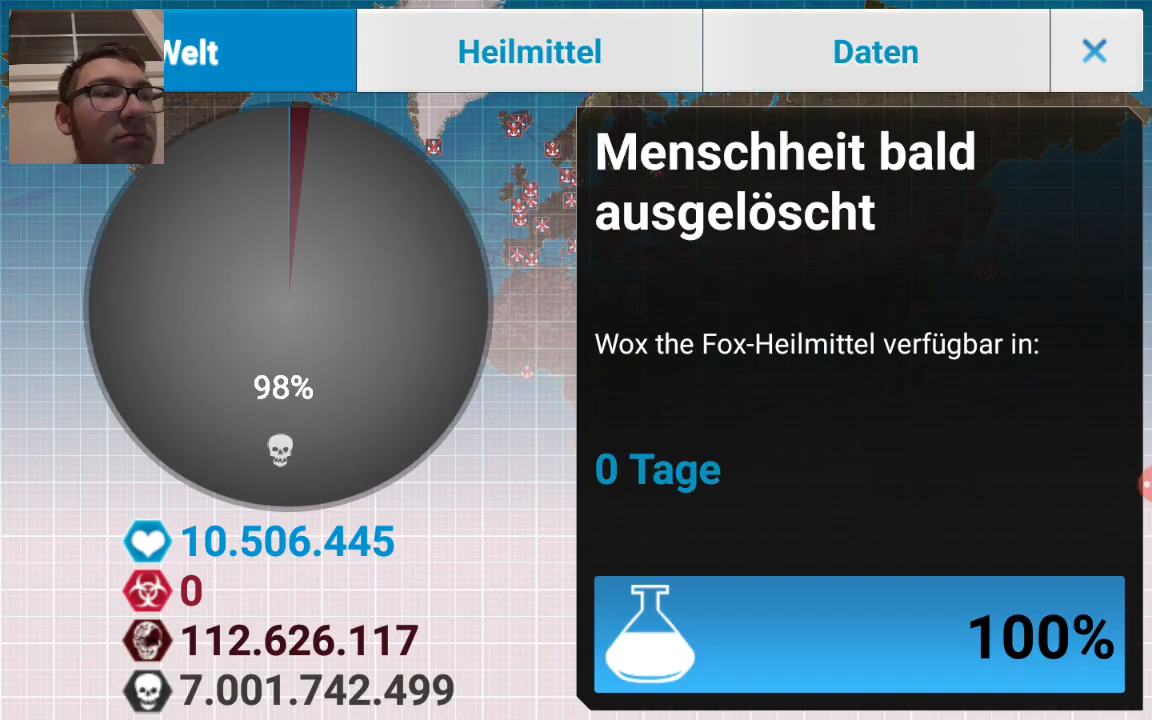 Welt
Heilmittel
Daten
Menschheit bald
ausgelöscht
Wox the Fox-Heilmittel verfügbar in:
0 Tage
100%
98%
10.506.445
0
112.626.117
7.001.742.499